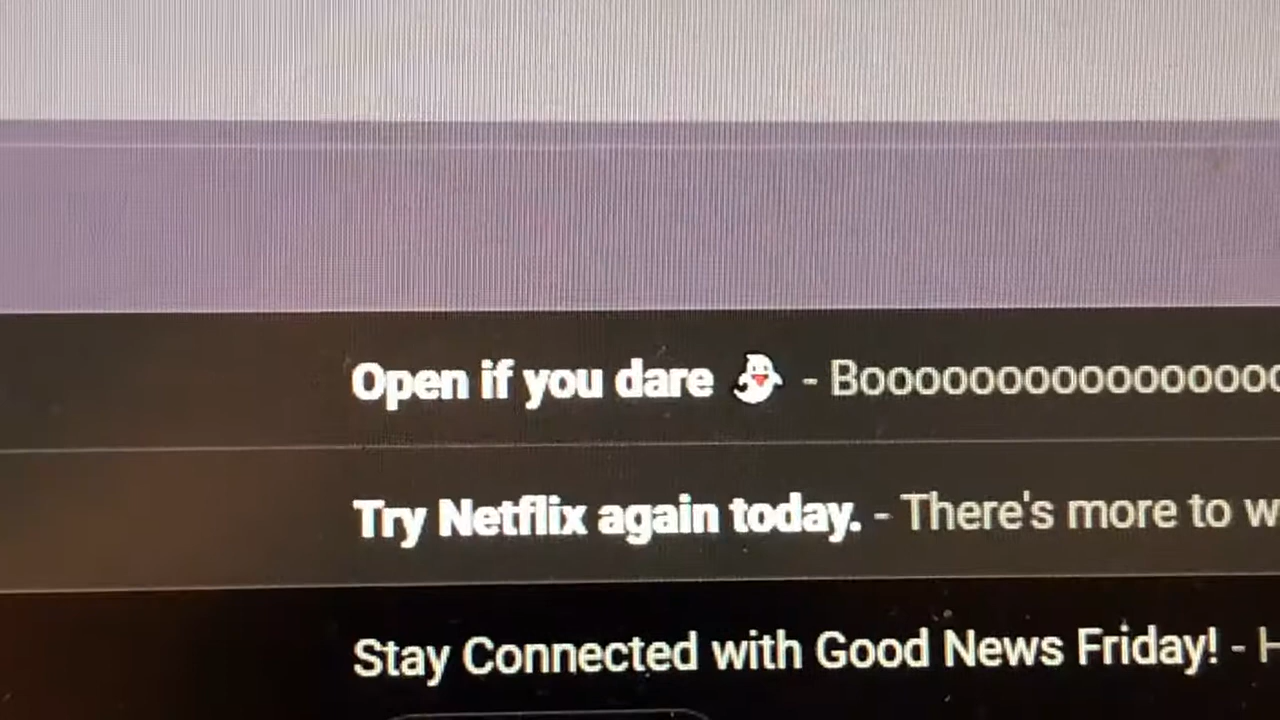 Open if you dare 👻 - Boooooooooooooooo
Try Netflix again today. - There's more to w
Stay Connected with Good News Friday! - H